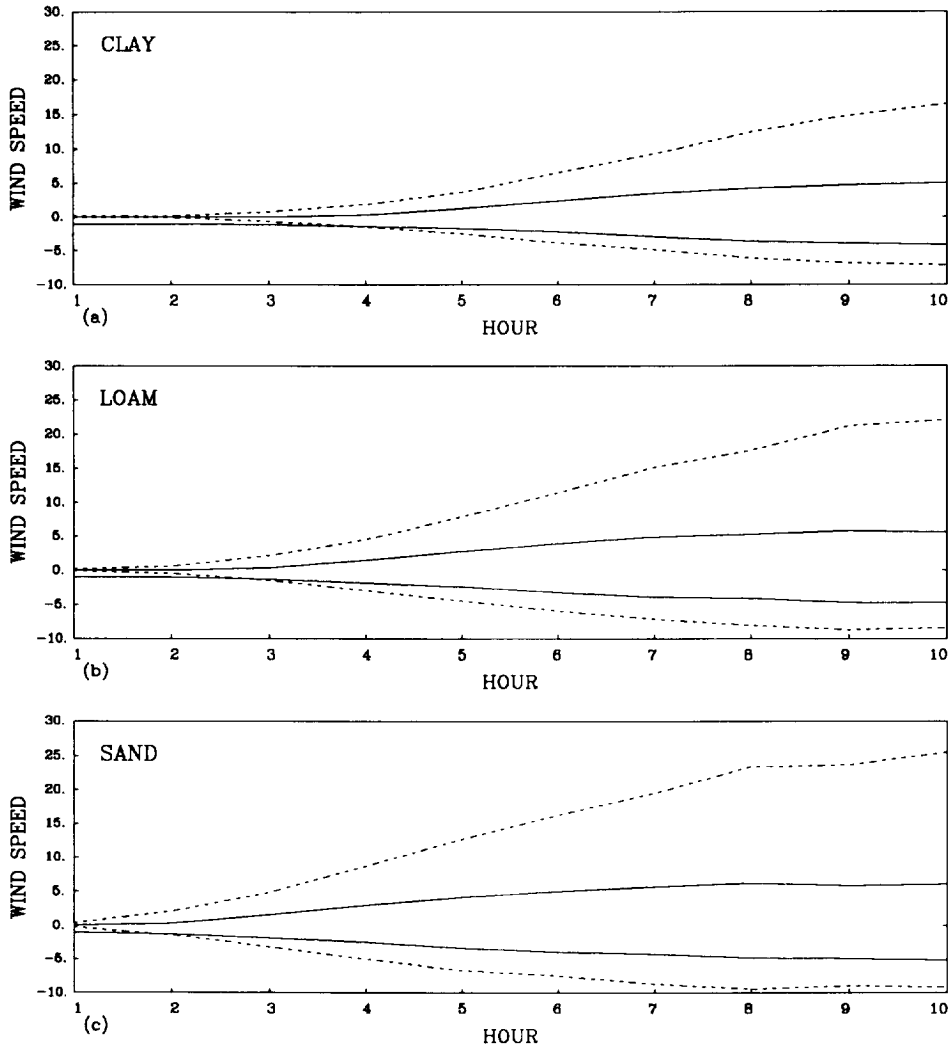 30.
25.
20.
15.
10.
5.
0.
-5.
-10.
WIND SPEED
CLAY
1 2 3 4 5 6 7 8 9 10
(a)
HOUR
30.
25.
20.
15.
10.
5.
0.
-5.
-10.
WIND SPEED
LOAM
1 2 3 4 5 6 7 8 9 10
(b)
HOUR
30.
25.
20.
15.
10.
5.
0.
-5.
-10.
WIND SPEED
SAND
1 2 3 4 5 6 7 8 9 10
(c)
HOUR